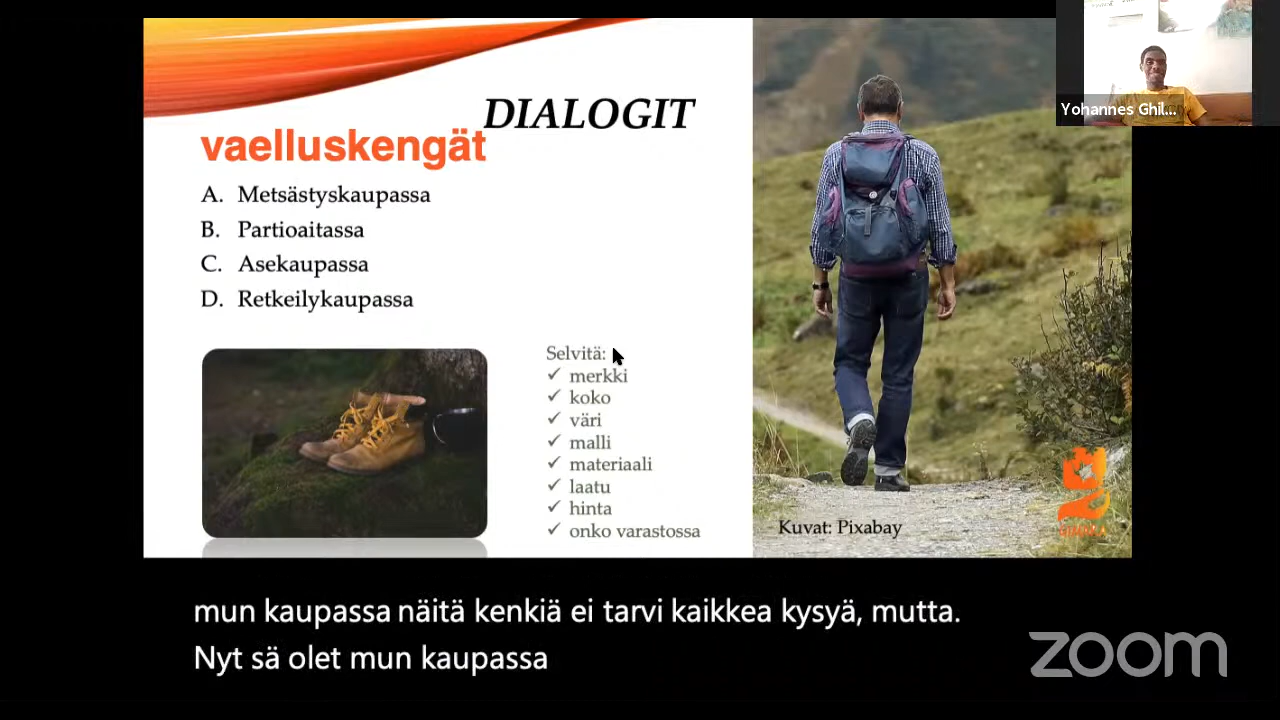 DIALOGIT
vaelluskengät
A. Metsästyskaupassa
B. Partioaitassa
C. Asekaupassa
D. Retkeilykaupassa
Selvitä:
✓ merkki
✓ koko
✓ väri
✓ malli
✓ materiaali
✓ laatu
✓ hinta
✓ onko varastossa
Kuvat: Pixabay
Yohannes Ghil...
mun kaupassa näitä kenkiä ei tarvi kaikkea kysyä, mutta.
Nyt sä olet mun kaupassa
zoom